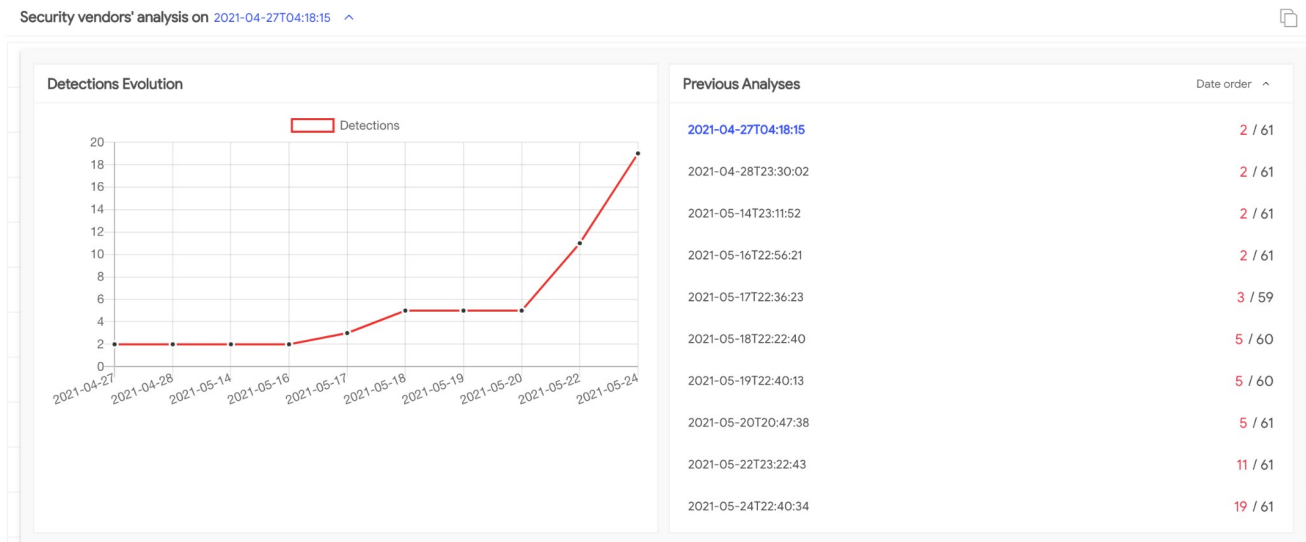 Security vendors' analysis on 2021-04-27T04:18:15
Detections Evolution
Detections
20
18
16
14
12
10
8
6
4
2
0
2021-04-27 2021-04-28 2021-05-14 2021-05-16 2021-05-17 2021-05-18 2021-05-19 2021-05-20 2021-05-22 2021-05-24
Previous Analyses Date order
2021-04-27T04:18:15 2 / 61
2021-04-28T23:30:02 2 / 61
2021-05-14T23:11:52 2 / 61
2021-05-16T22:56:21 2 / 61
2021-05-17T22:36:23 3 / 59
2021-05-18T22:22:40 5 / 60
2021-05-19T22:40:13 5 / 60
2021-05-20T20:47:38 5 / 61
2021-05-22T23:22:43 11 / 61
2021-05-24T22:40:34 19 / 61